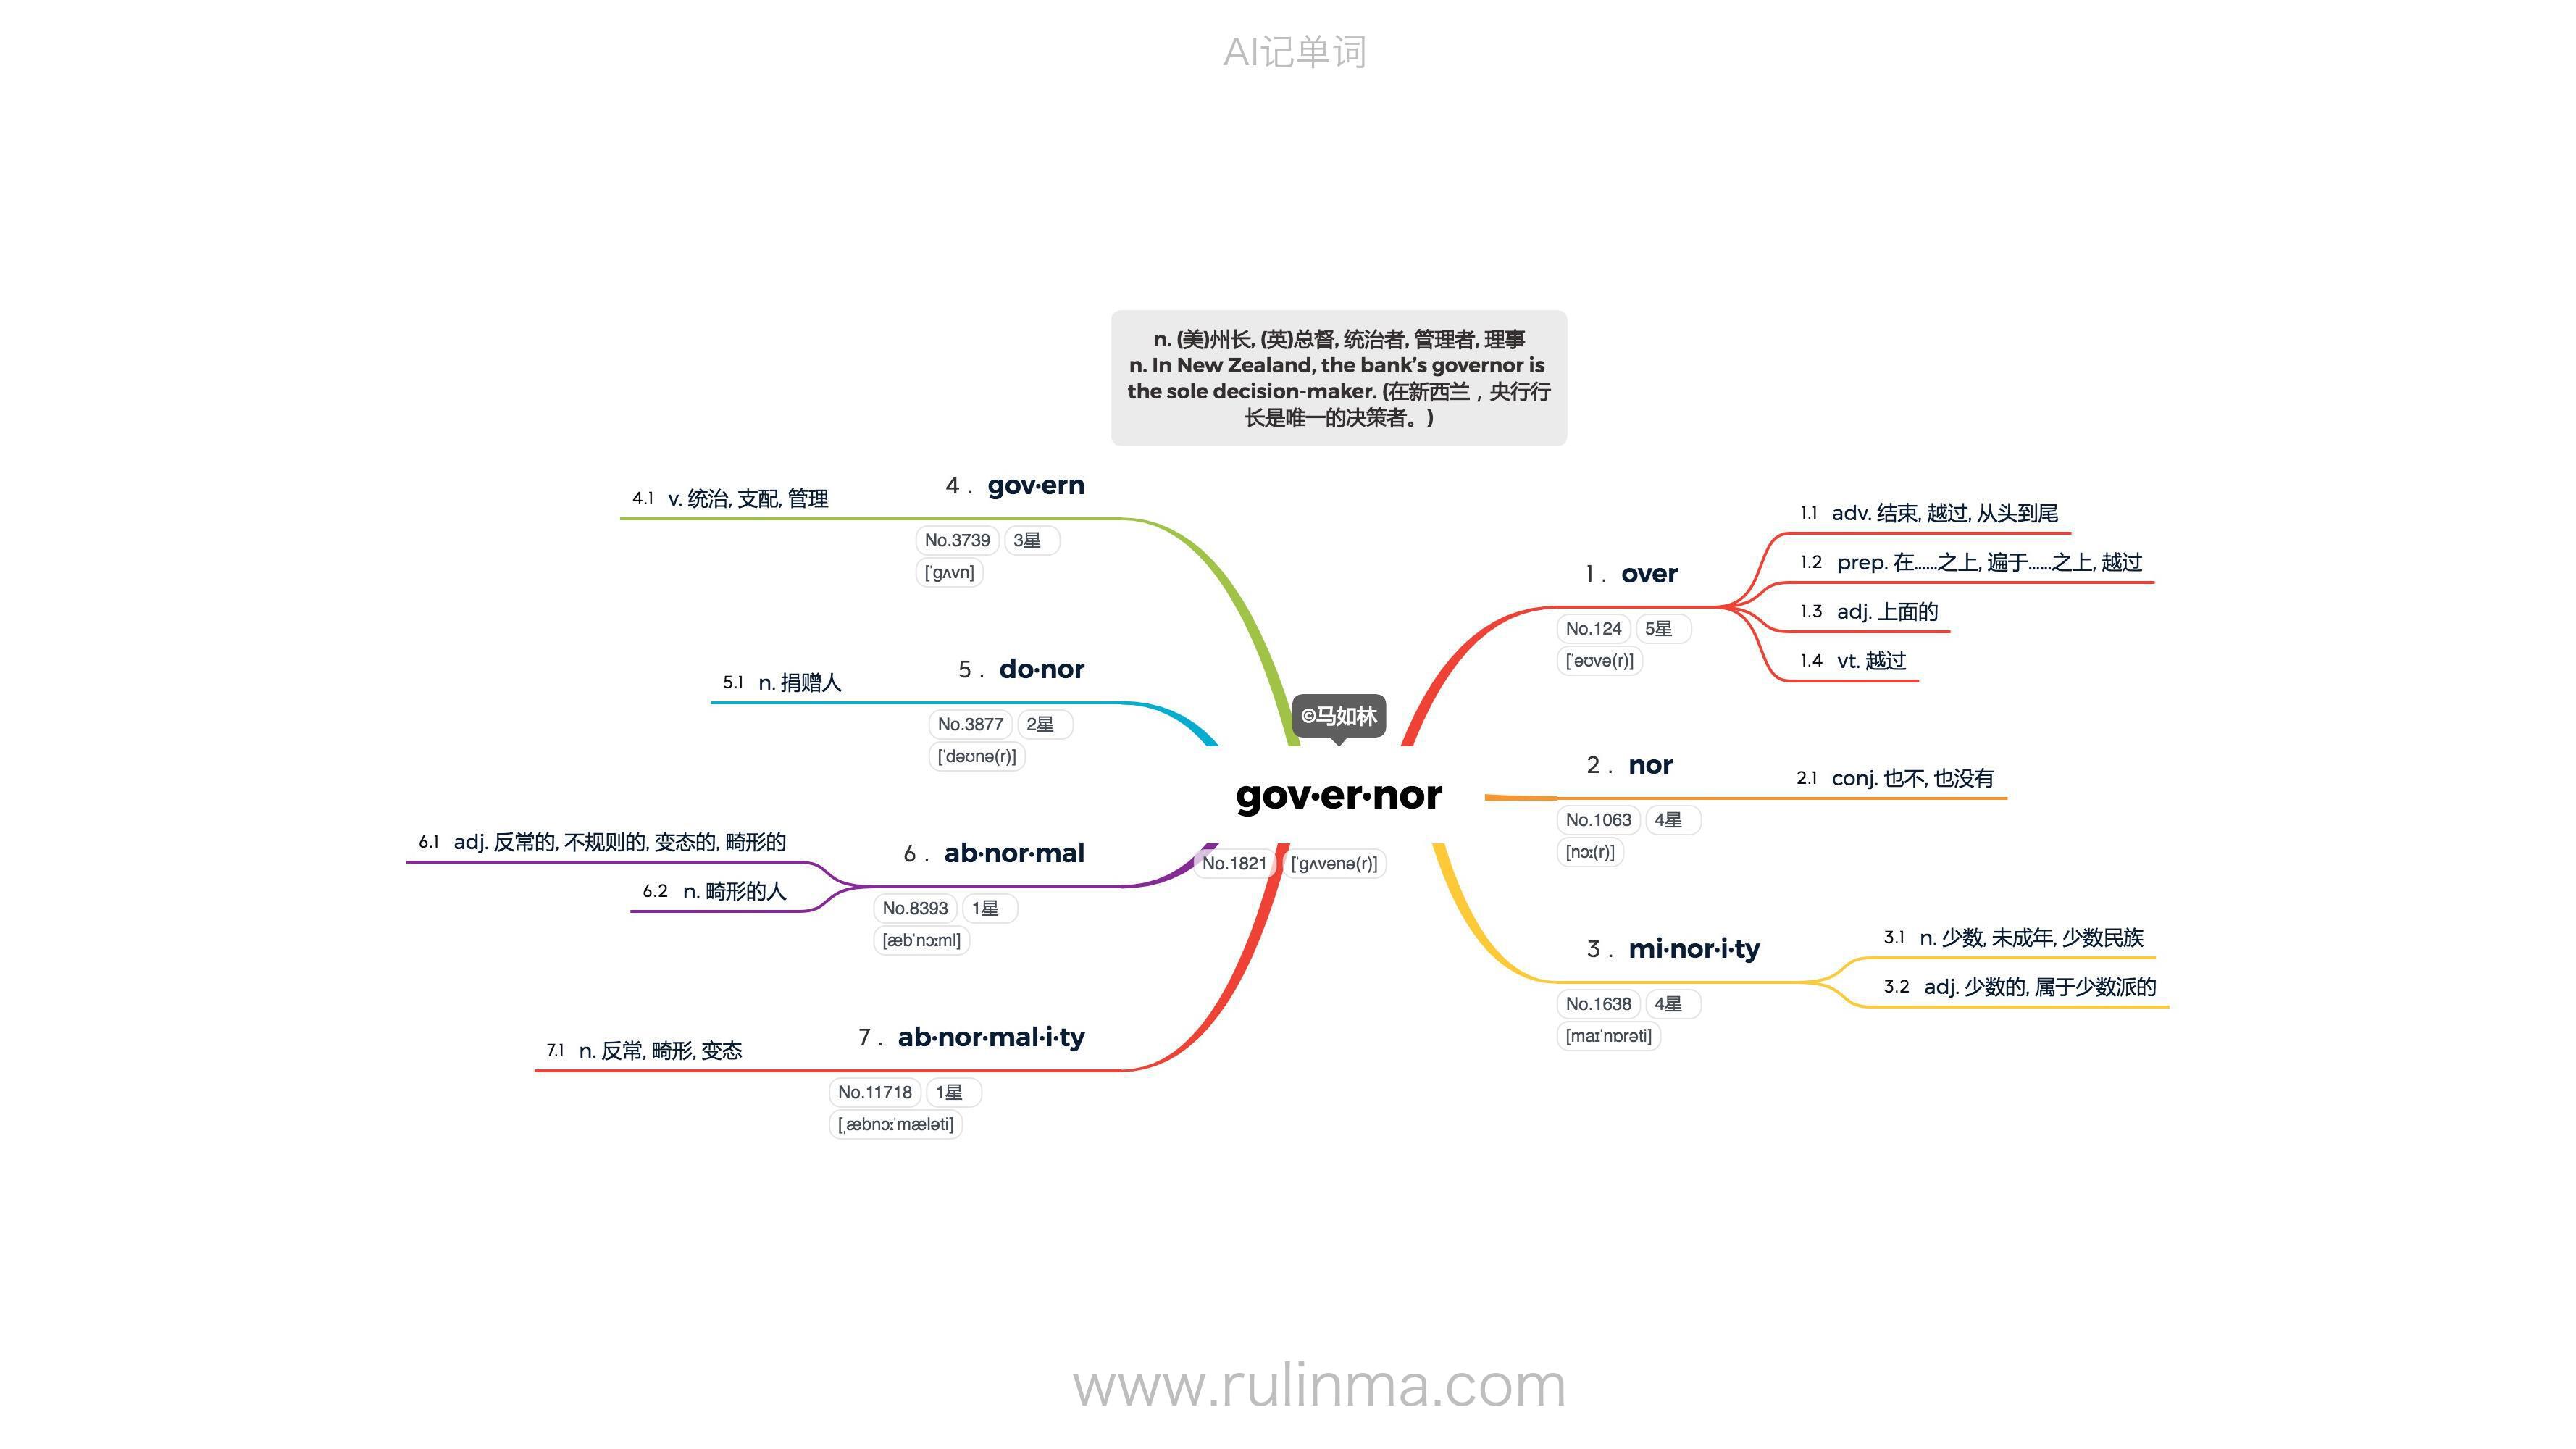 AI记单词
n. (美)州长, (英)总督, 统治者, 管理者, 理事
n. In New Zealand, the bank’s governor is
the sole decision-maker. (在新西兰，央行行
长是唯一的决策者。)
©马如林
gov·er·nor
No.1821 [ˈɡʌvənə(r)]
1. over
No.124 5星
[ˈəʊvə(r)]
1.1 adv. 结束, 越过, 从头到尾
1.2 prep. 在……之上, 遍于……之上, 越过
1.3 adj. 上面的
1.4 vt. 越过
2. nor
No.1063 4星
[nɔː(r)]
2.1 conj. 也不, 也没有
3. mi·nor·i·ty
No.1638 4星
[maɪˈnɒrəti]
3.1 n. 少数, 未成年, 少数民族
3.2 adj. 少数的, 属于少数派的
4. gov·ern
No.3739 3星
[ˈɡʌvn]
4.1 v. 统治, 支配, 管理
5. do·nor
No.3877 2星
[ˈdəʊnə(r)]
5.1 n. 捐赠人
6. ab·nor·mal
No.8393 1星
[æbˈnɔːml]
6.1 adj. 反常的, 不规则的, 变态的, 畸形的
6.2 n. 畸形的人
7. ab·nor·mal·i·ty
No.11718 1星
[ˌæbnɔːˈmæləti]
7.1 n. 反常, 畸形, 变态
www.rulinma.com